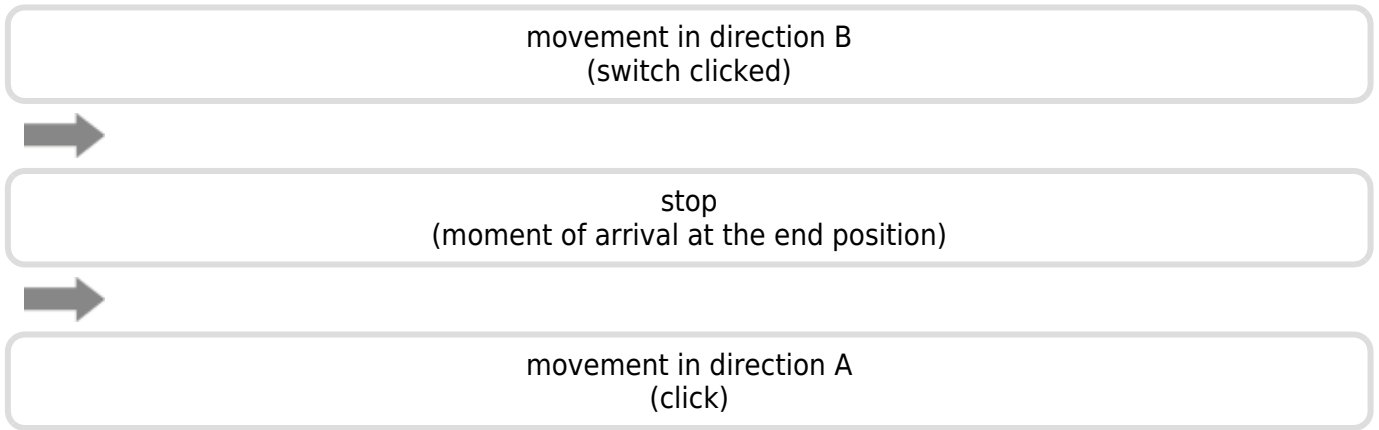 movement in direction B
(switch clicked)
stop
(moment of arrival at the end position)
movement in direction A
(click)